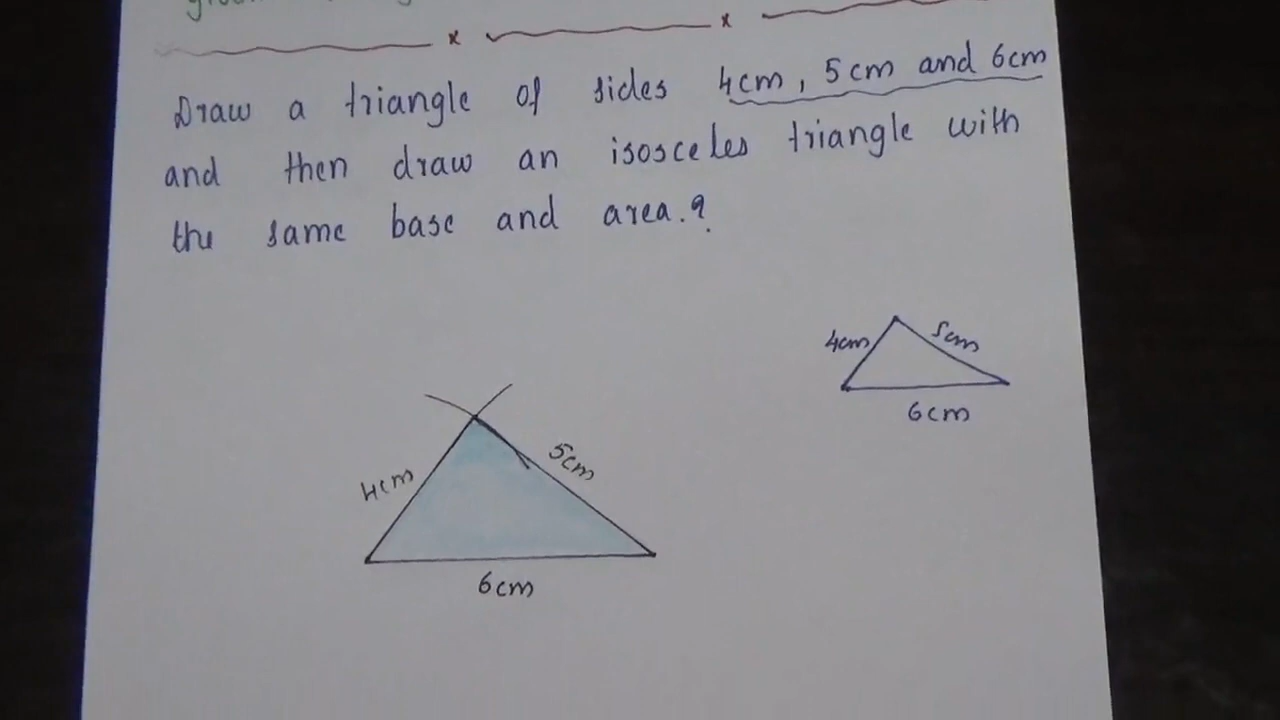 Draw a triangle of sides 4cm, 5cm and 6cm
and then draw an isosceles triangle with
the same base and area.?
4cm 5cm
6cm
4cm 5cm
6cm